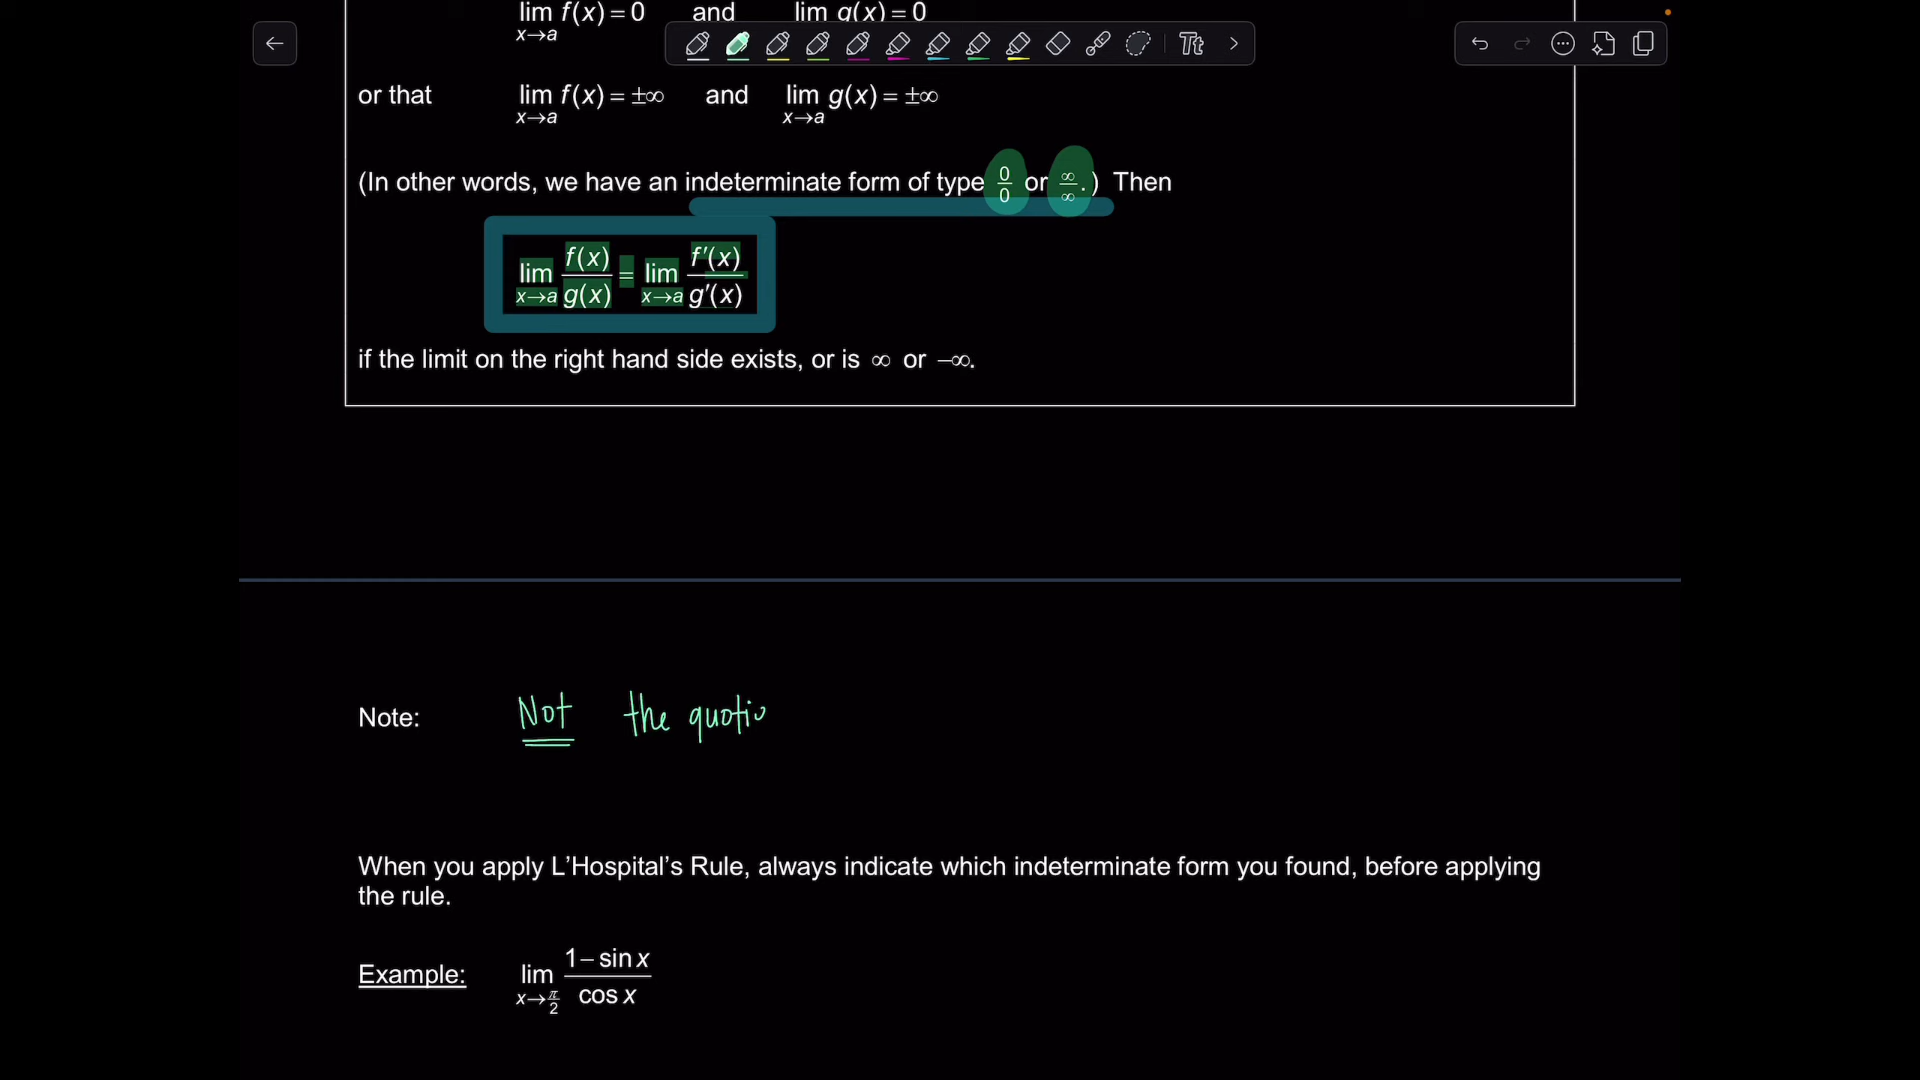 lim f(x) = 0 and lim g(x) = 0
x→a
Tt
or that lim f(x) = ±∞ and lim g(x) = ±∞
x→a x→a
(In other words, we have an indeterminate form of type 0/0 or ∞/∞.) Then
lim f(x)/g(x) = lim f′(x)/g′(x)
x→a x→a
if the limit on the right hand side exists, or is ∞ or −∞.
Note: Not the quotiv
When you apply L’Hospital’s Rule, always indicate which indeterminate form you found, before applying
the rule.
Example: lim 1− sin x / cos x
x→π/2